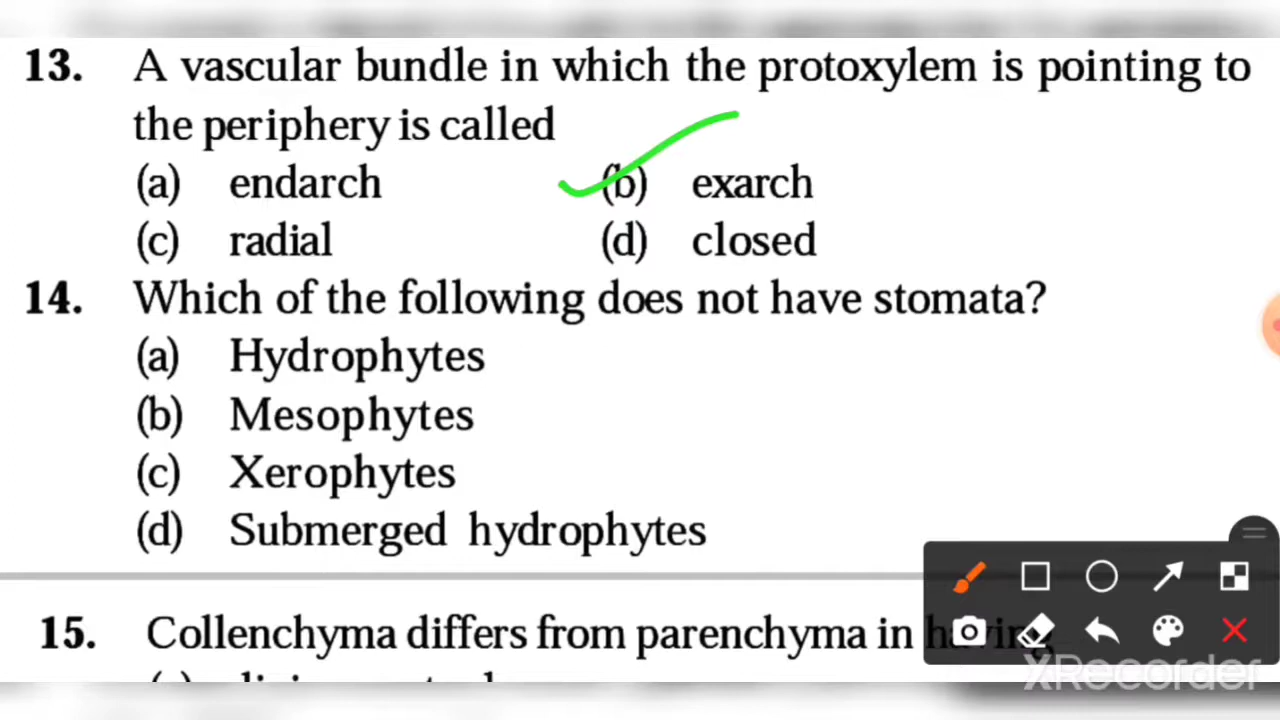 13. A vascular bundle in which the protoxylem is pointing to
the periphery is called
(a) endarch (b) exarch
(c) radial (d) closed
14. Which of the following does not have stomata?
(a) Hydrophytes
(b) Mesophytes
(c) Xerophytes
(d) Submerged hydrophytes
15. Collenchyma differs from parenchyma in having
XRecorder